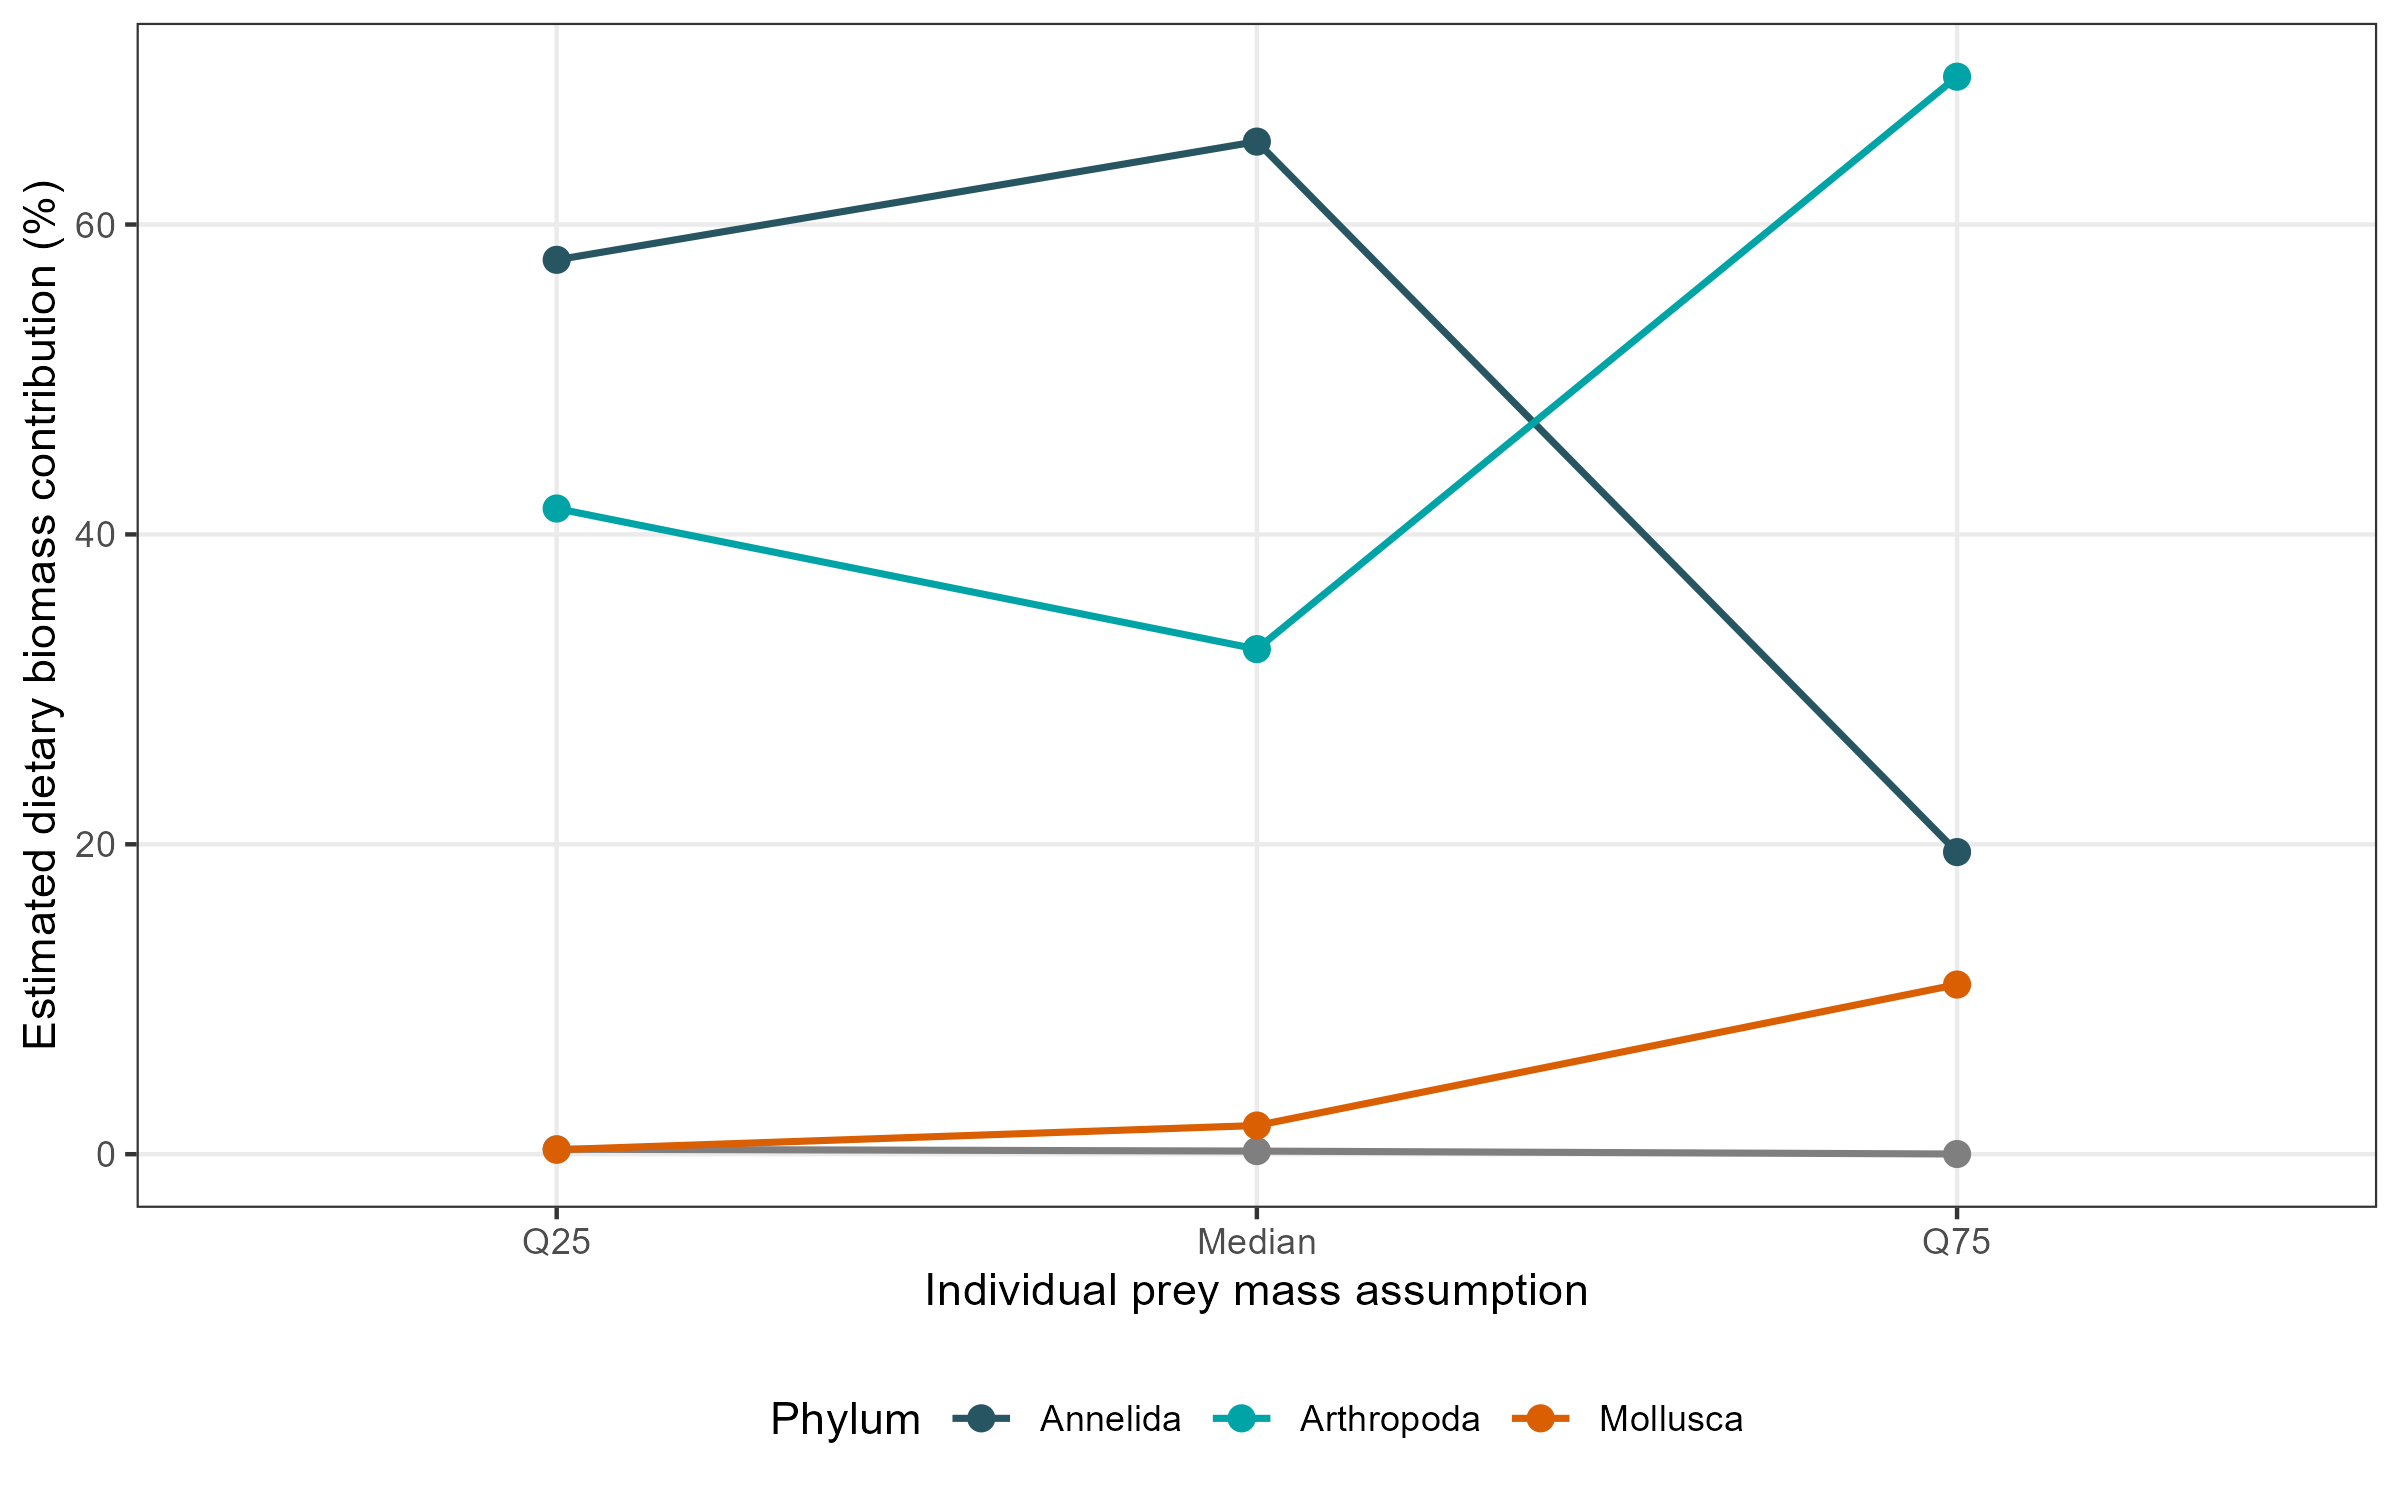 Estimated dietary biomass contribution (%)
60
40
20
0
Q25 Median Q75
Individual prey mass assumption
Phylum Annelida Arthropoda Mollusca